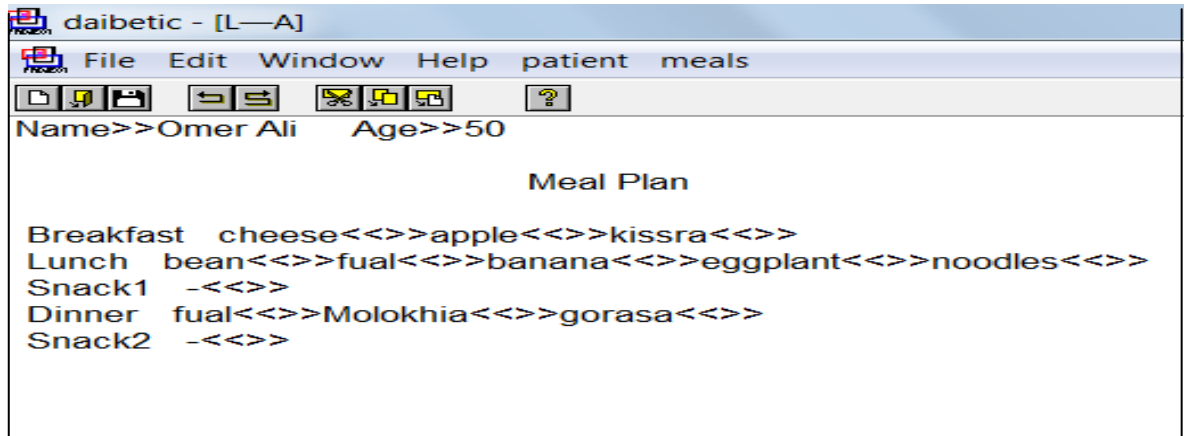 daibetic - [L—A]
File Edit Window Help patient meals
?
Name>>Omer Ali Age>>50
Meal Plan
Breakfast cheese<<>>apple<<>>kissra<<>>
Lunch bean<<>>fual<<>>banana<<>>eggplant<<>>noodles<<>>
Snack1 -<<>>
Dinner fual<<>>Molokhia<<>>gorasa<<>>
Snack2 -<<>>